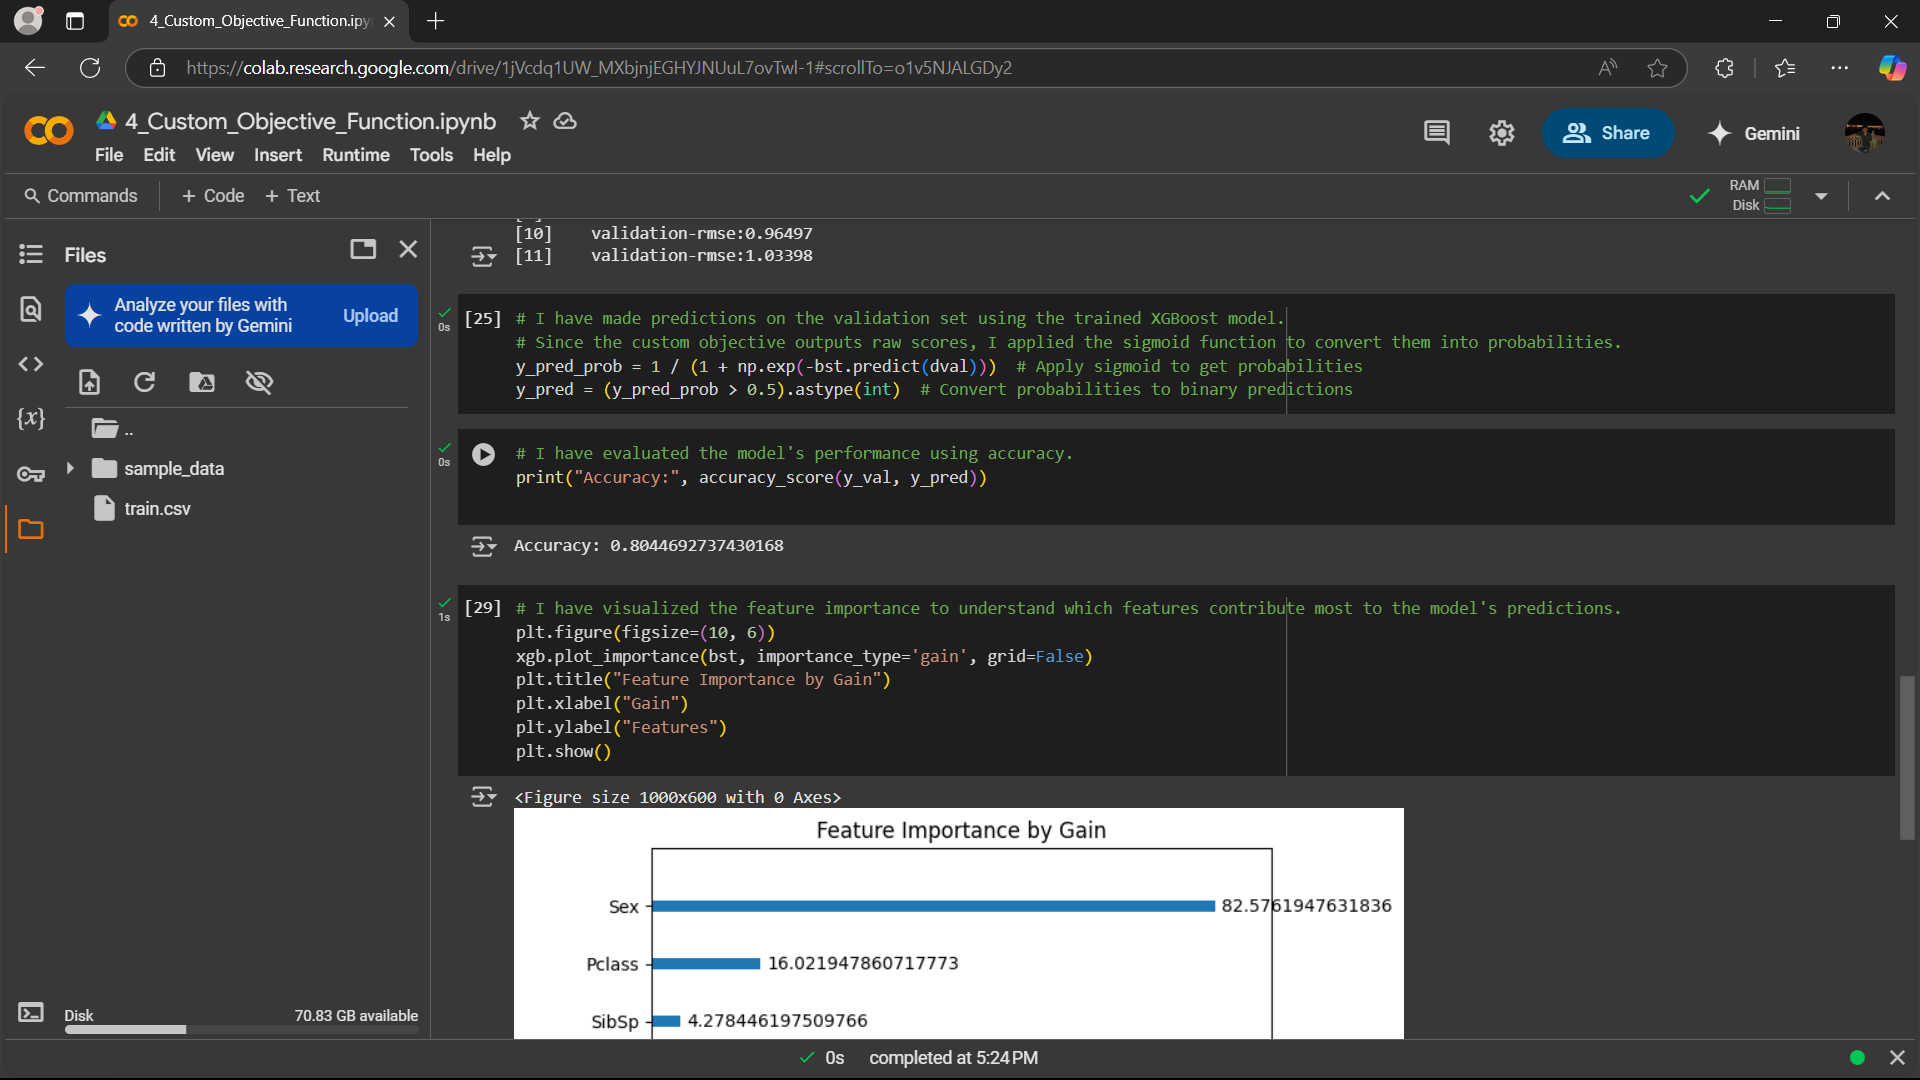 4_Custom_Objective_Function.ipy
https://colab.research.google.com/drive/1jVcdq1UW_MXbjnjEGHYJNUuL7ovTwl-1#scrollTo=o1v5NJALGDy2
4_Custom_Objective_Function.ipynb
File Edit View Insert Runtime Tools Help
Share
Gemini
Commands
+ Code
+ Text
RAM
Disk
Files
Analyze your files with
code written by Gemini
Upload
..
sample_data
train.csv
Disk
70.83 GB available
[10] validation-rmse:0.96497
[11] validation-rmse:1.03398
0s
[25] # I have made predictions on the validation set using the trained XGBoost model.
# Since the custom objective outputs raw scores, I applied the sigmoid function to convert them into probabilities.
y_pred_prob = 1 / (1 + np.exp(-bst.predict(dval))) # Apply sigmoid to get probabilities
y_pred = (y_pred_prob > 0.5).astype(int) # Convert probabilities to binary predictions
0s
# I have evaluated the model's performance using accuracy.
print("Accuracy:", accuracy_score(y_val, y_pred))
Accuracy: 0.8044692737430168
1s
[29] # I have visualized the feature importance to understand which features contribute most to the model's predictions.
plt.figure(figsize=(10, 6))
xgb.plot_importance(bst, importance_type='gain', grid=False)
plt.title("Feature Importance by Gain")
plt.xlabel("Gain")
plt.ylabel("Features")
plt.show()
<Figure size 1000x600 with 0 Axes>
Feature Importance by Gain
Sex 82.5761947631836
Pclass 16.021947860717773
SibSp 4.278446197509766
0s completed at 5:24 PM